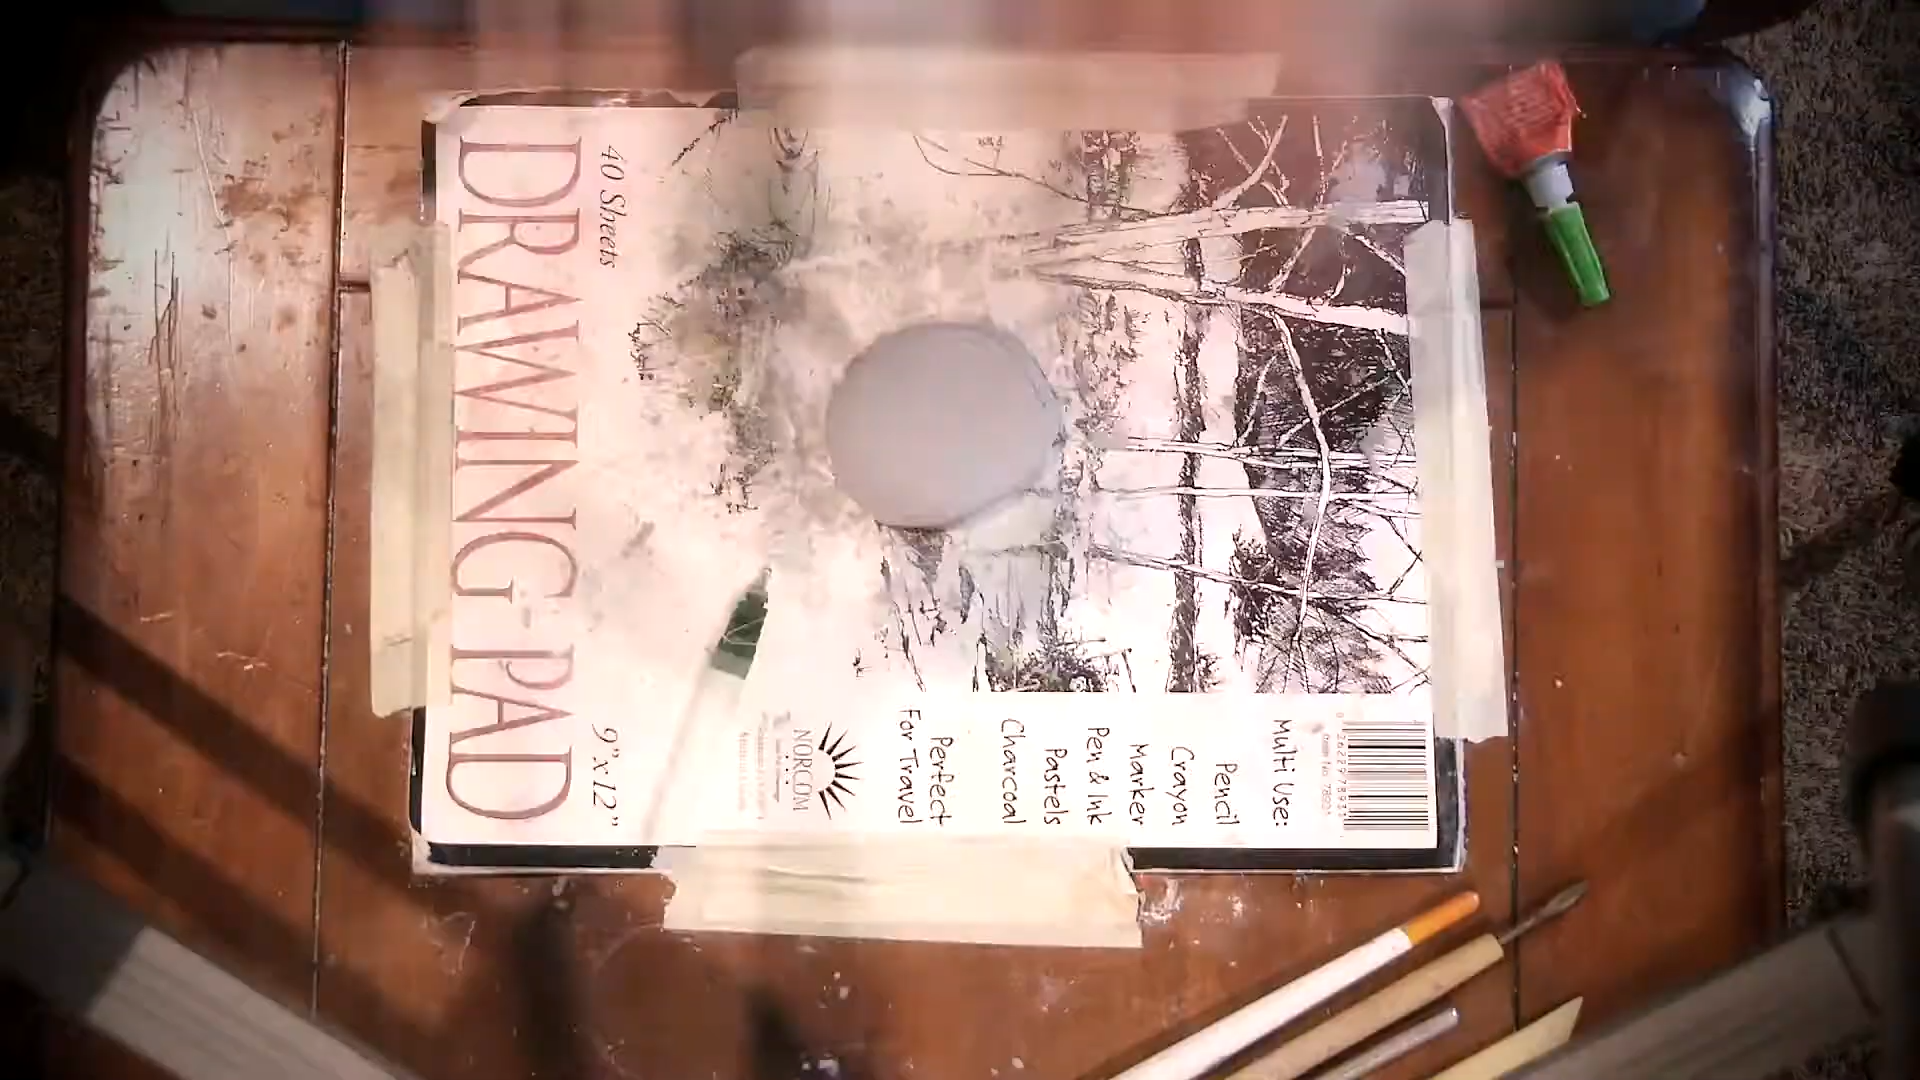 DRAWING PAD
40 Sheets
9" x 12"
Multi Use:
Pencil
Crayon
Marker
Pen & Ink
Pastels
Charcoal
Perfect
For Travel
NORCOM